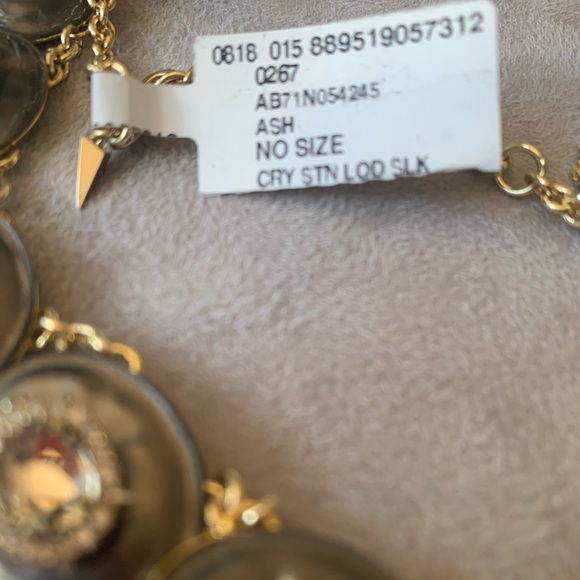 0818 015 889519057312
0267
AB71N054245
ASH
NO SIZE
CRY STN LQD SLK